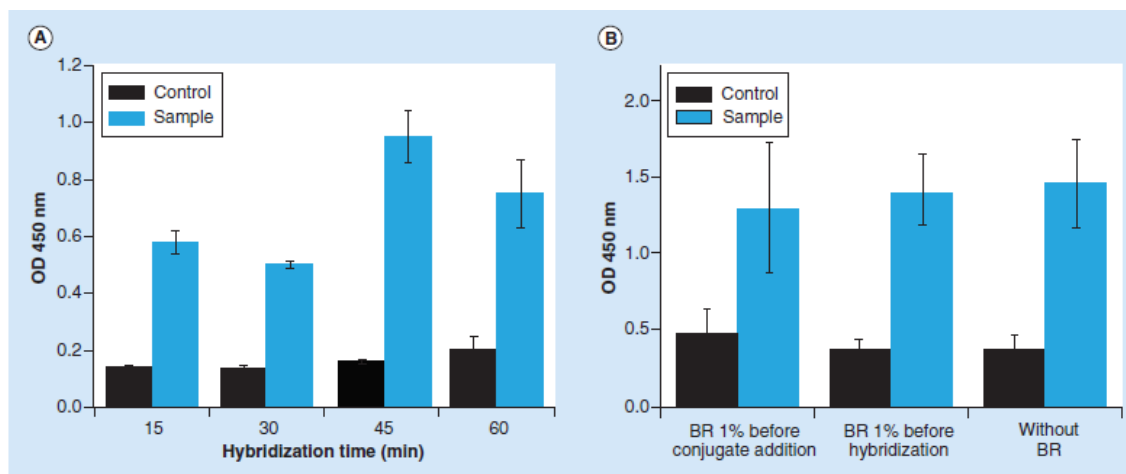 A
1.2
1.0
0.8
0.6
0.4
0.2
0.0
OD 450 nm
Control
Sample
15 30 45 60
Hybridization time (min)
B
2.0
1.5
1.0
0.5
0.0
OD 450 nm
Control
Sample
BR 1% before
conjugate addition
BR 1% before
hybridization
Without
BR